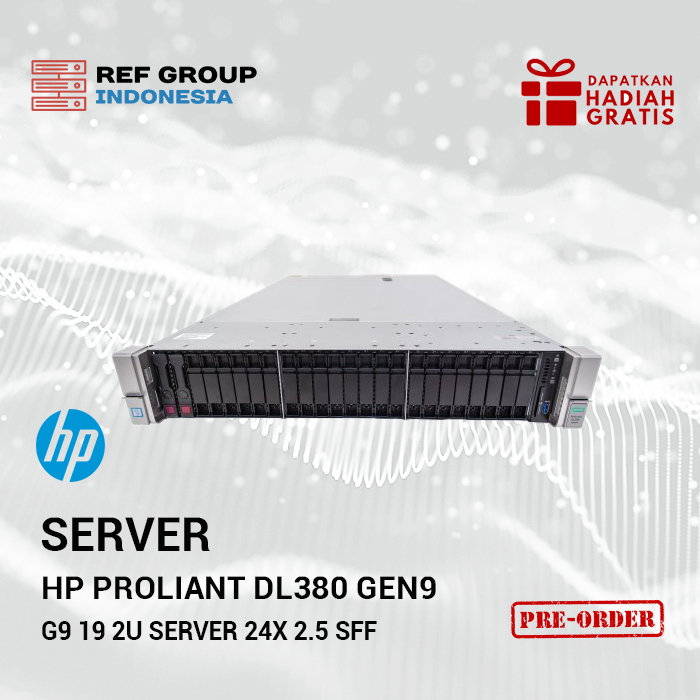 REF GROUP
INDONESIA
DAPATKAN
HADIAH
GRATIS
hp
SERVER
HP PROLIANT DL380 GEN9
G9 19 2U SERVER 24X 2.5 SFF
PRE-ORDER